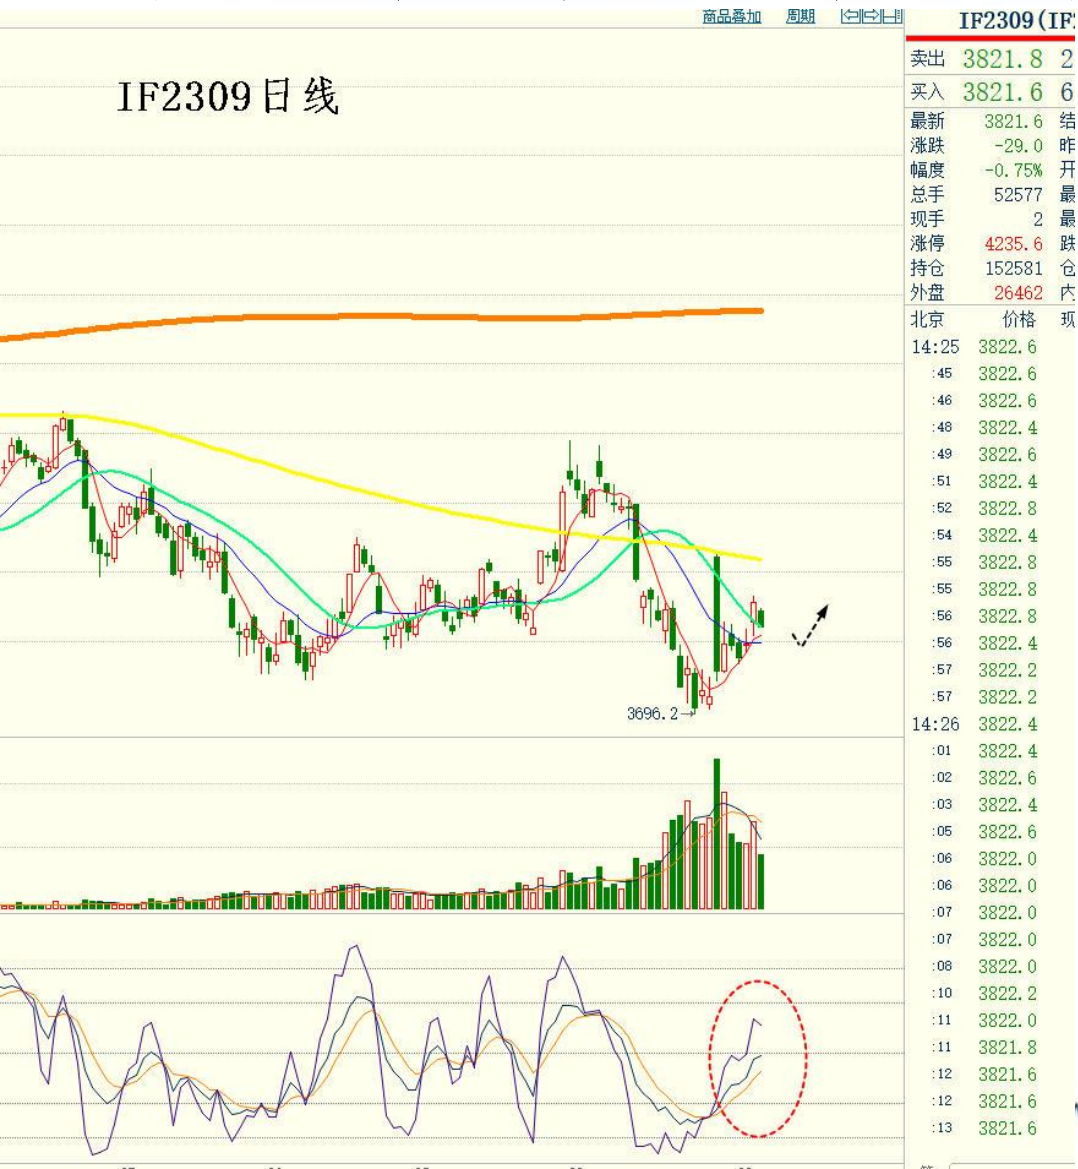 商品叠加 周期
IF2309(IF2
IF2309日线
卖出 3821.8 2
买入 3821.6 6
最新 3821.6 结
涨跌 -29.0 昨
幅度 -0.75% 开
总手 52577 最
现手 2 最
涨停 4235.6 跌
持仓 152581 仓
外盘 26462 内
北京 价格 现
14:25 3822.6
:45 3822.6
:46 3822.6
:48 3822.4
:49 3822.6
:51 3822.4
:52 3822.8
:54 3822.4
:55 3822.8
:55 3822.8
:56 3822.8
:56 3822.4
:57 3822.2
:57 3822.2
3696.2→
14:26 3822.4
:01 3822.4
:02 3822.6
:03 3822.4
:05 3822.6
:06 3822.0
:06 3822.0
:07 3822.0
:07 3822.0
:08 3822.0
:10 3822.2
:11 3822.0
:11 3821.8
:12 3821.6
:12 3821.6
:13 3821.6